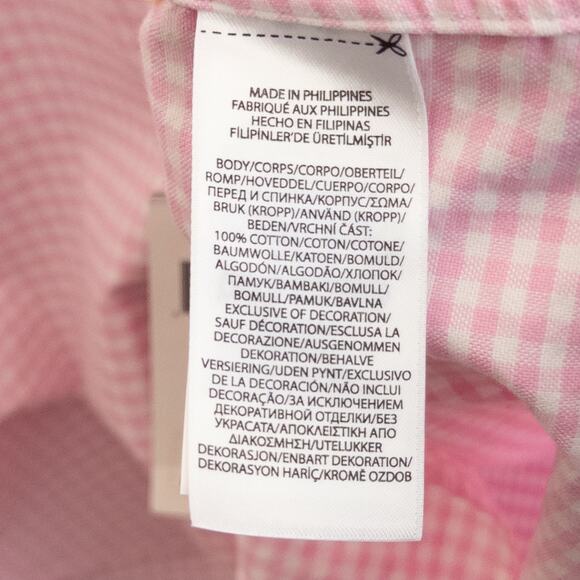 MADE IN PHILIPPINES
FABRIQUÉ AUX PHILIPPINES
HECHO EN FILIPINAS
FİLİPİNLER'DE ÜRETİLMİŞTİR
BODY/CORPS/CORPO/OBERTEIL/
ROMP/HOVEDDEL/CUERPO/CORPO/
ПЕРЕД И СПИНКА/КОРПУС/ΣΩΜΑ/
BRUK (KROPP)/ANVÄND (KROPP)/
BEDEN/VRCHNÍ ČÁST:
100% COTTON/COTON/COTONE/
BAUMWOLLE/KATOEN/BOMULD/
ALGODÓN/ALGODÃO/ХЛОПОК/
ПАМУК/ΒΑΜΒΑΚΙ/BOMULL/
BOMULL/PAMUK/BAVLNA
EXCLUSIVE OF DECORATION/
SAUF DÉCORATION/ESCLUSA LA
DECORAZIONE/AUSGENOMMEN
DEKORATION/BEHALVE
VERSIERING/UDEN PYNT/EXCLUSIVO
DE LA DECORACIÓN/NÃO INCLUI
DECORAÇÃO/ЗА ИСКЛЮЧЕНИЕМ
ДЕКОРАТИВНОЙ ОТДЕЛКИ/БЕЗ
УКРАСАТА/ΑΠΟΚΛΕΙΣΤΙΚΗ ΑΠΟ
ΔΙΑΚΟΣΜΗΣΗ/UTELUKKER
DEKORASJON/ENBART DEKORATION/
DEKORASYON HARİÇ/KROMĚ OZDOB